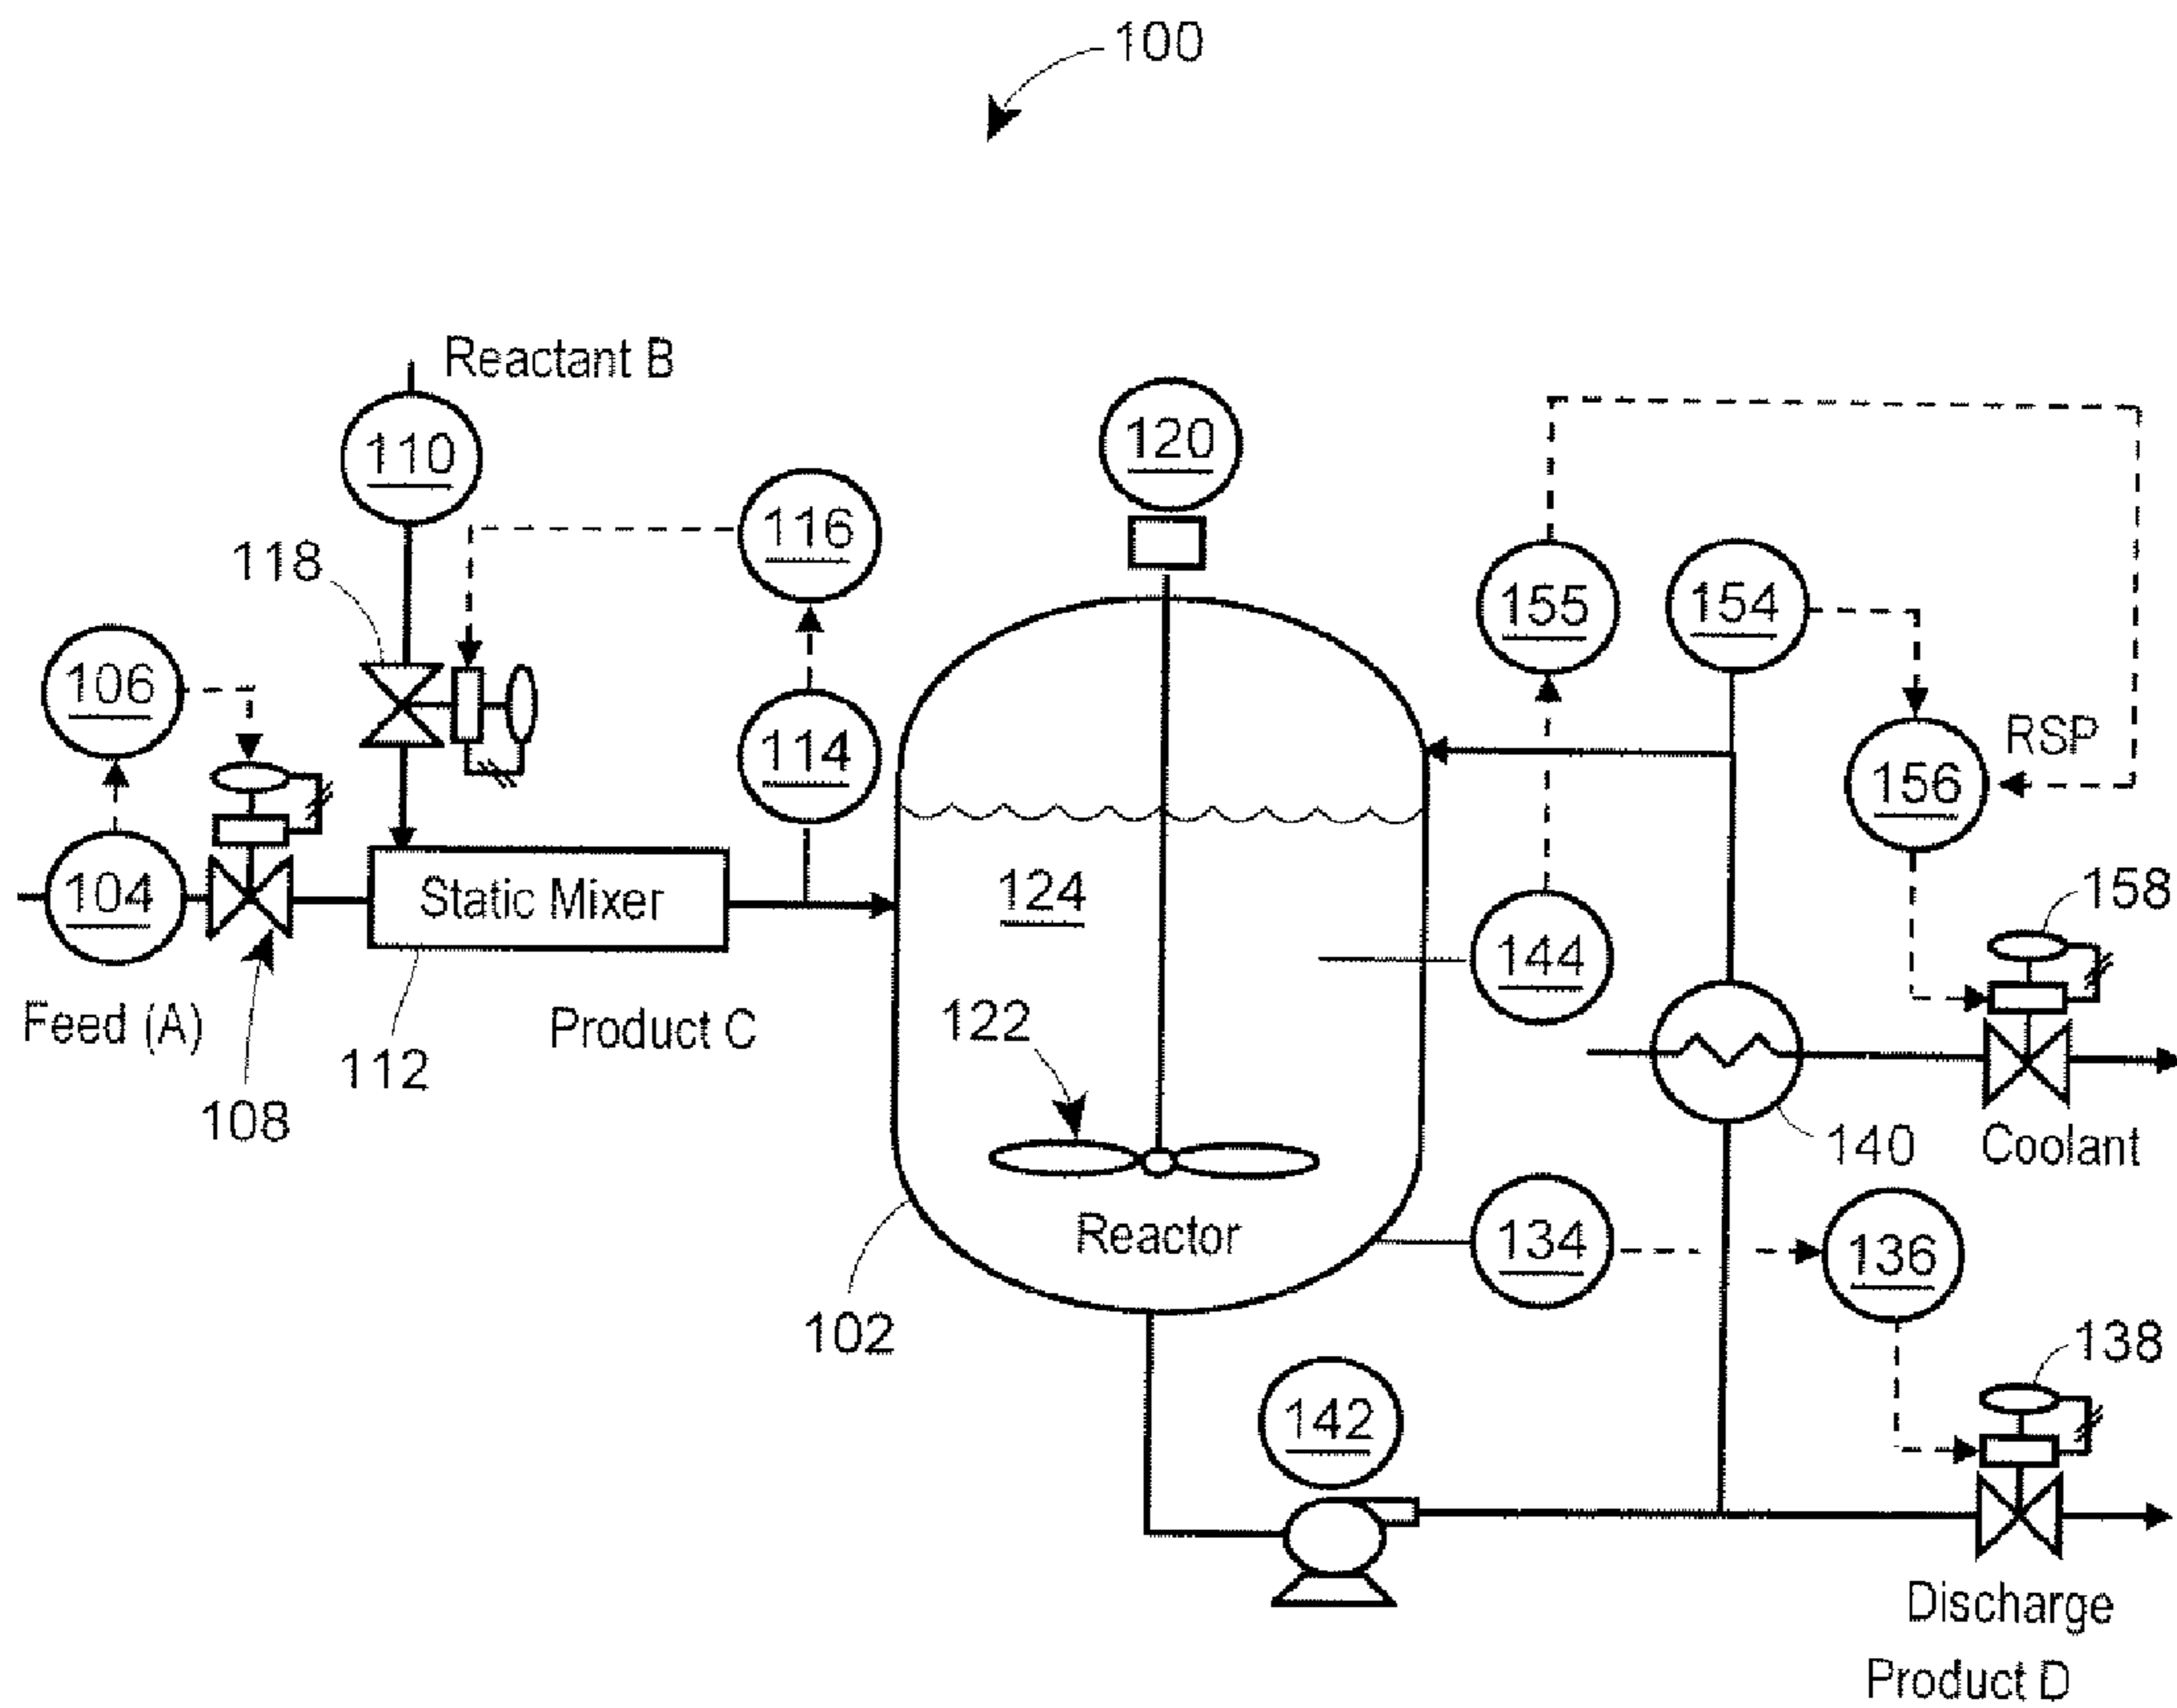 100
Reactant B
110
120
116
118
155
154
106
114
RSP
156
104
Static Mixer
124
158
144
Feed (A)
Product C
122
112
108
140
Coolant
Reactor
134
136
102
138
142
Discharge
Product D